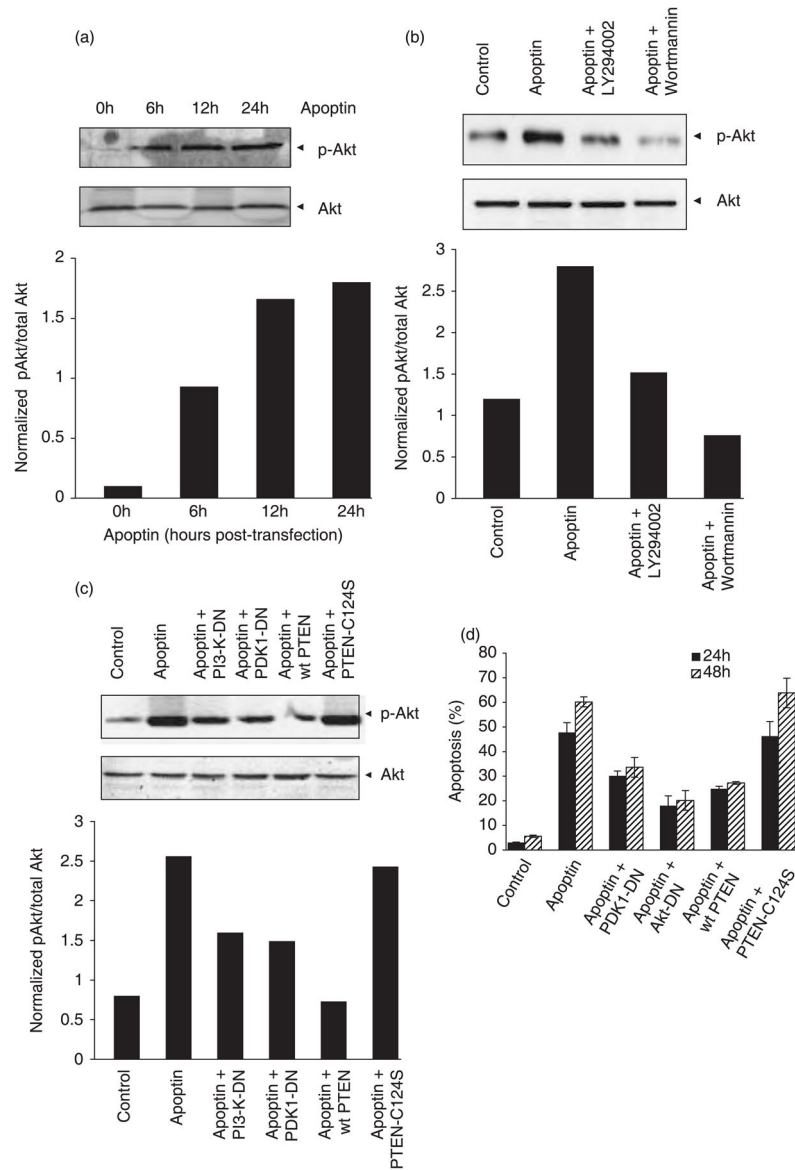 (a)
0h 6h 12h 24h Apoptin
p-Akt
Akt
Normalized pAkt/total Akt
2
1.5
1
0.5
0
0h 6h 12h 24h
Apoptin (hours post-transfection)
(b)
Control
Apoptin
Apoptin +
LY294002
Apoptin +
Wortmannin
p-Akt
Akt
Normalized pAkt/total Akt
3
2.5
2
1.5
1
0.5
0
Control
Apoptin
Apoptin +
LY294002
Apoptin +
Wortmannin
(c)
Control
Apoptin
Apoptin +
PI3-K-DN
Apoptin +
PDK1-DN
Apoptin +
wt PTEN
Apoptin +
PTEN-C124S
p-Akt
Akt
Normalized pAkt/total Akt
3
2.5
2
1.5
1
0.5
0
Control
Apoptin
Apoptin +
PI3-K-DN
Apoptin +
PDK1-DN
Apoptin +
wt PTEN
Apoptin +
PTEN-C124S
(d)
24h
48h
Apoptosis (%)
80
70
60
50
40
30
20
10
0
Control
Apoptin
Apoptin +
PDK1-DN
Apoptin +
Akt-DN
Apoptin +
wt PTEN
Apoptin +
PTEN-C124S